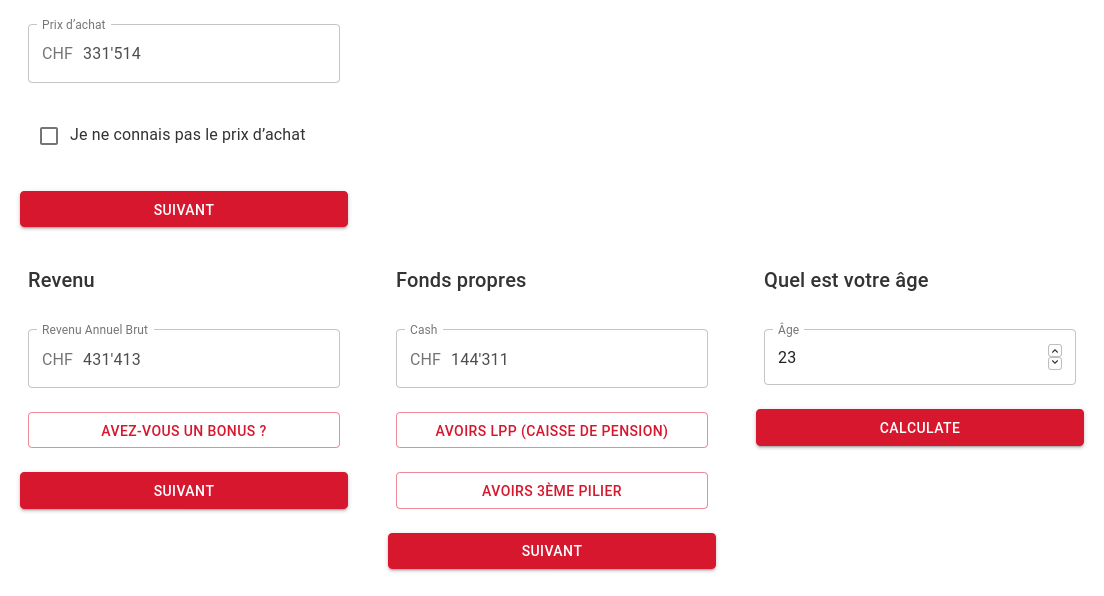 Prix d’achat
CHF 331'514
Je ne connais pas le prix d’achat
SUIVANT
Revenu
Revenu Annuel Brut
CHF 431'413
AVEZ-VOUS UN BONUS ?
SUIVANT
Fonds propres
Cash
CHF 144'311
AVOIRS LPP (CAISSE DE PENSION)
AVOIRS 3ÈME PILIER
SUIVANT
Quel est votre âge
Âge
23
CALCULATE